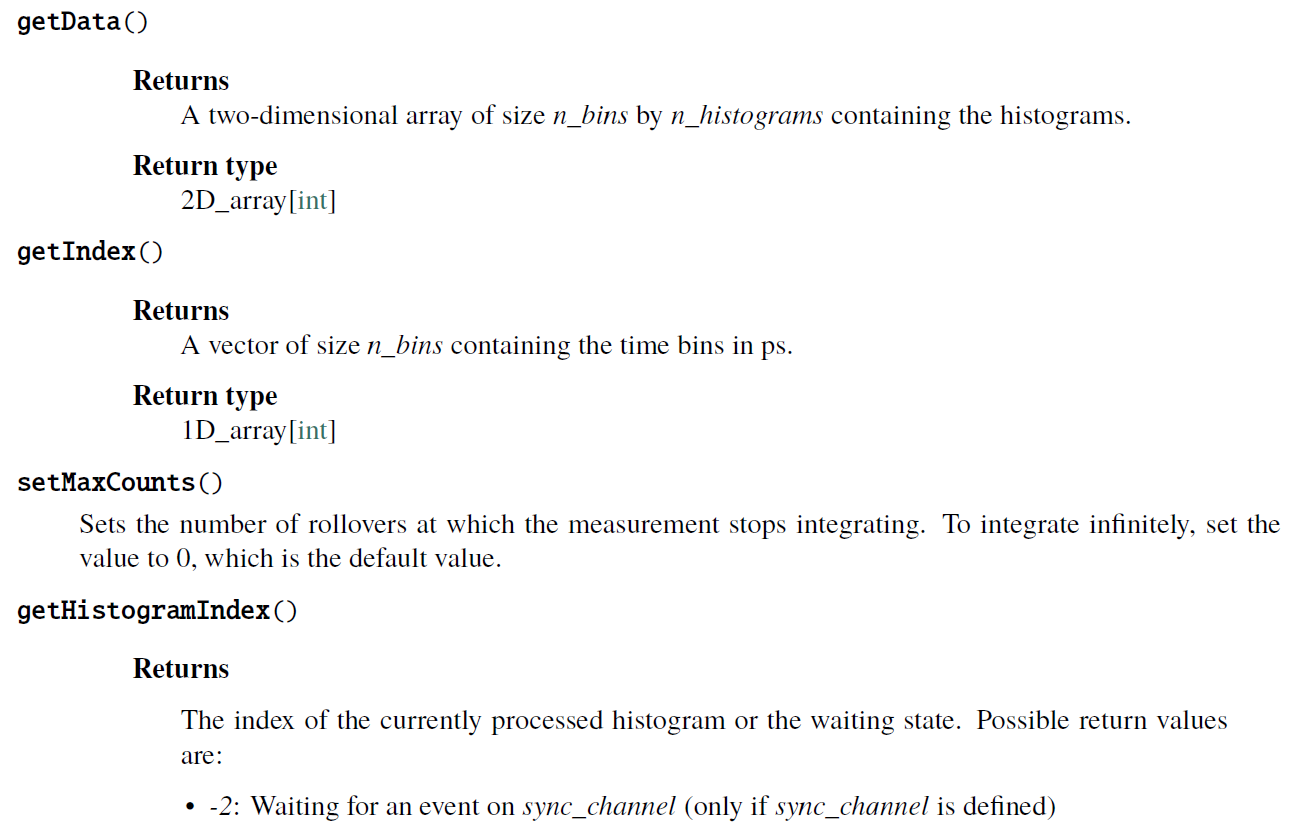 getData()
Returns
A two-dimensional array of size n_bins by n_histograms containing the histograms.
Return type
2D_array[int]
getIndex()
Returns
A vector of size n_bins containing the time bins in ps.
Return type
1D_array[int]
setMaxCounts()
Sets the number of rollovers at which the measurement stops integrating. To integrate infinitely, set the
value to 0, which is the default value.
getHistogramIndex()
Returns
The index of the currently processed histogram or the waiting state. Possible return values
are:
• -2: Waiting for an event on sync_channel (only if sync_channel is defined)